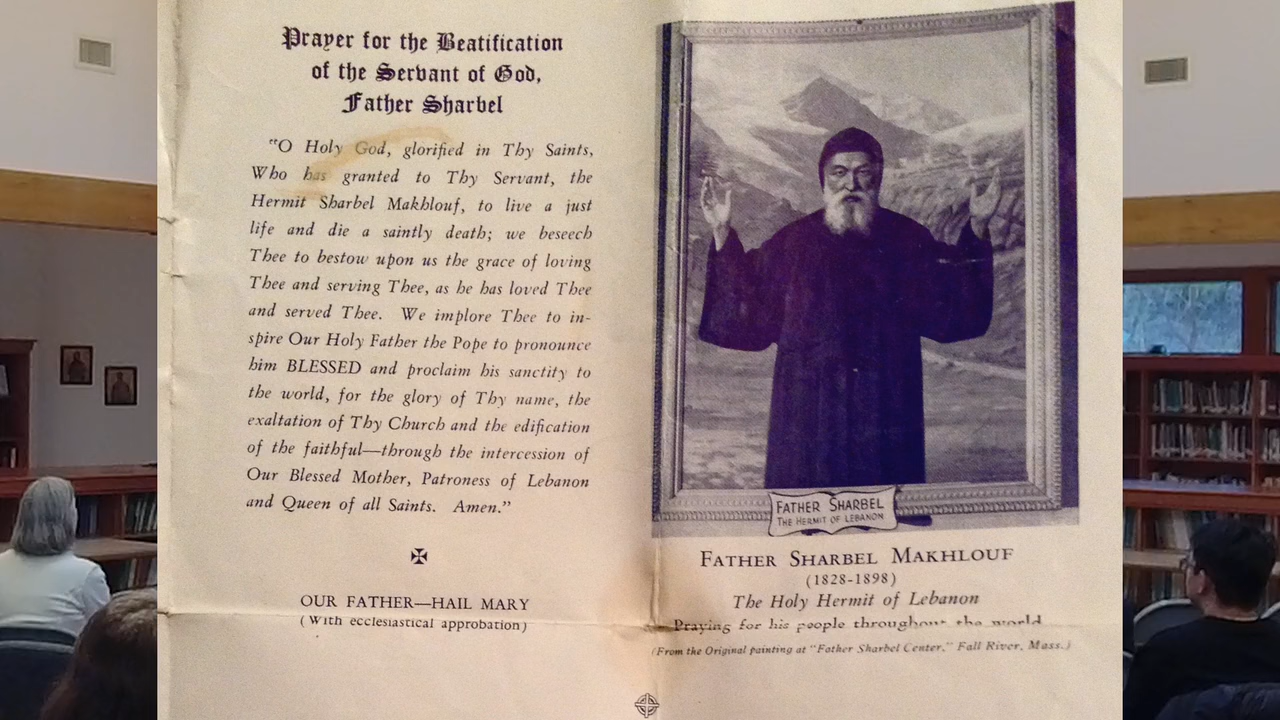 Prayer for the Beatification
of the Servant of God,
Father Sharbel
"O Holy God, glorified in Thy Saints,
Who has granted to Thy Servant, the
Hermit Sharbel Makhlouf, to live a just
life and die a saintly death; we beseech
Thee to bestow upon us the grace of loving
Thee and serving Thee, as he has loved Thee
and served Thee. We implore Thee to in-
spire Our Holy Father the Pope to pronounce
him BLESSED and proclaim his sanctity to
the world, for the glory of Thy name, the
exaltation of Thy Church and the edification
of the faithful—through the intercession of
Our Blessed Mother, Patroness of Lebanon
and Queen of all Saints. Amen."
OUR FATHER—HAIL MARY
(With ecclesiastical approbation)
FATHER SHARBEL
THE HERMIT OF LEBANON
FATHER SHARBEL MAKHLOUF
(1828-1898)
The Holy Hermit of Lebanon
Praying for his people throughout the world
(From the Original painting at "Father Sharbel Center," Fall River, Mass.)